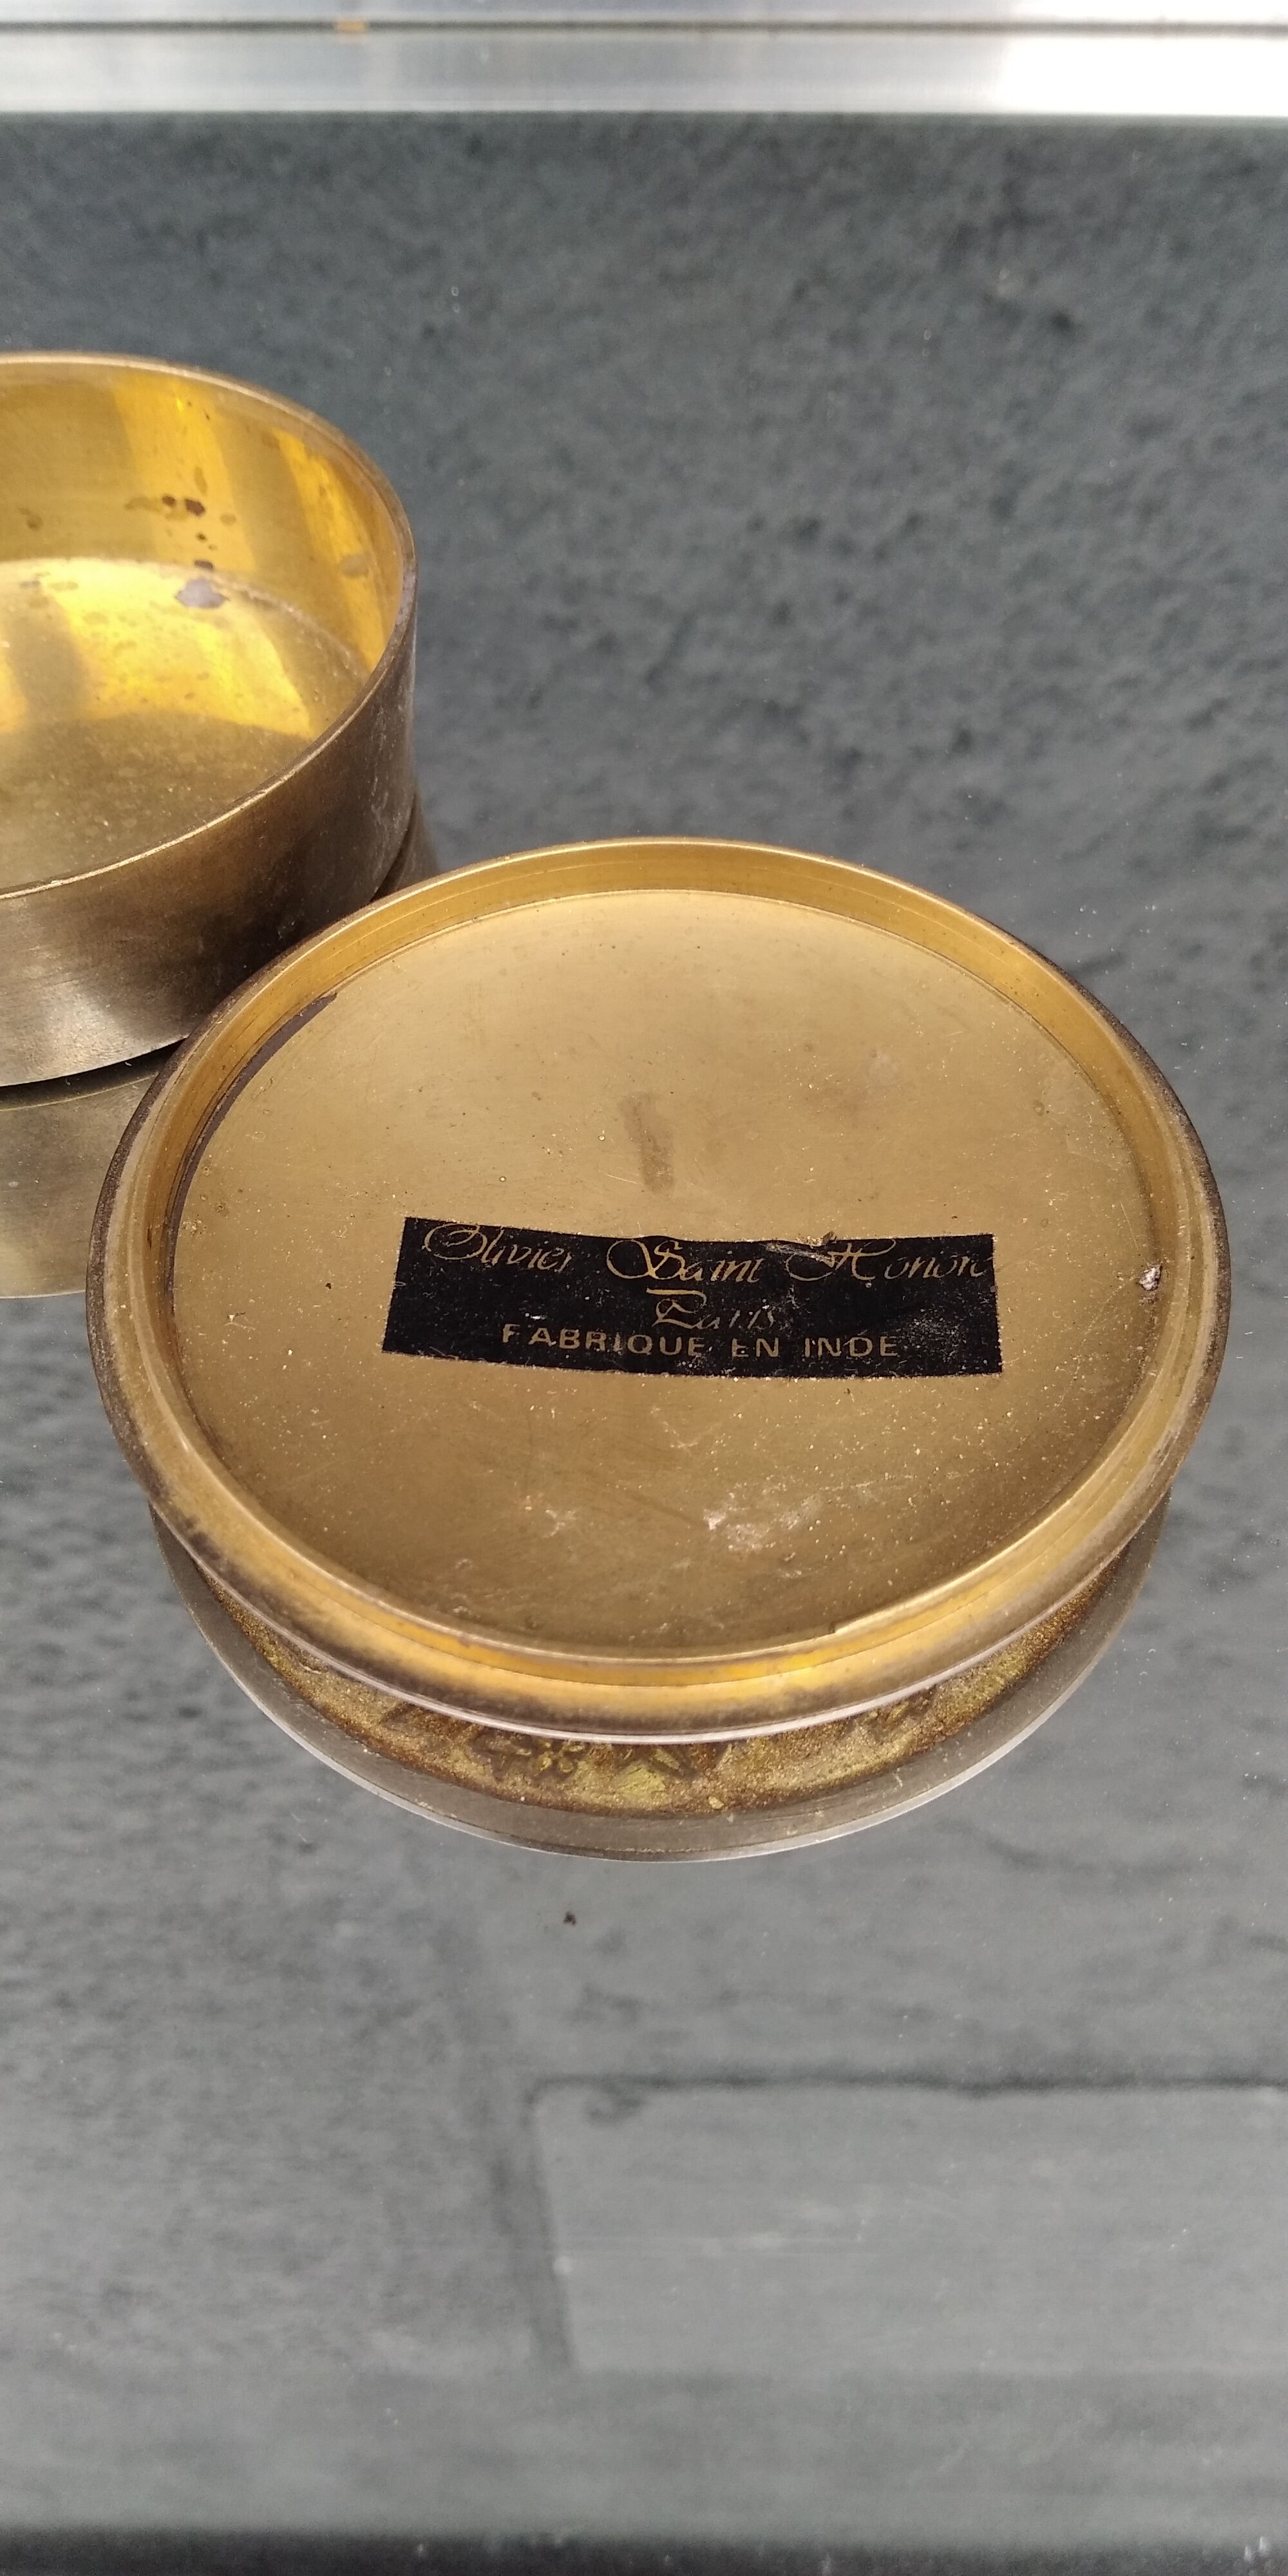 Olivier Saint Honoré
Paris
FABRIQUE EN INDE